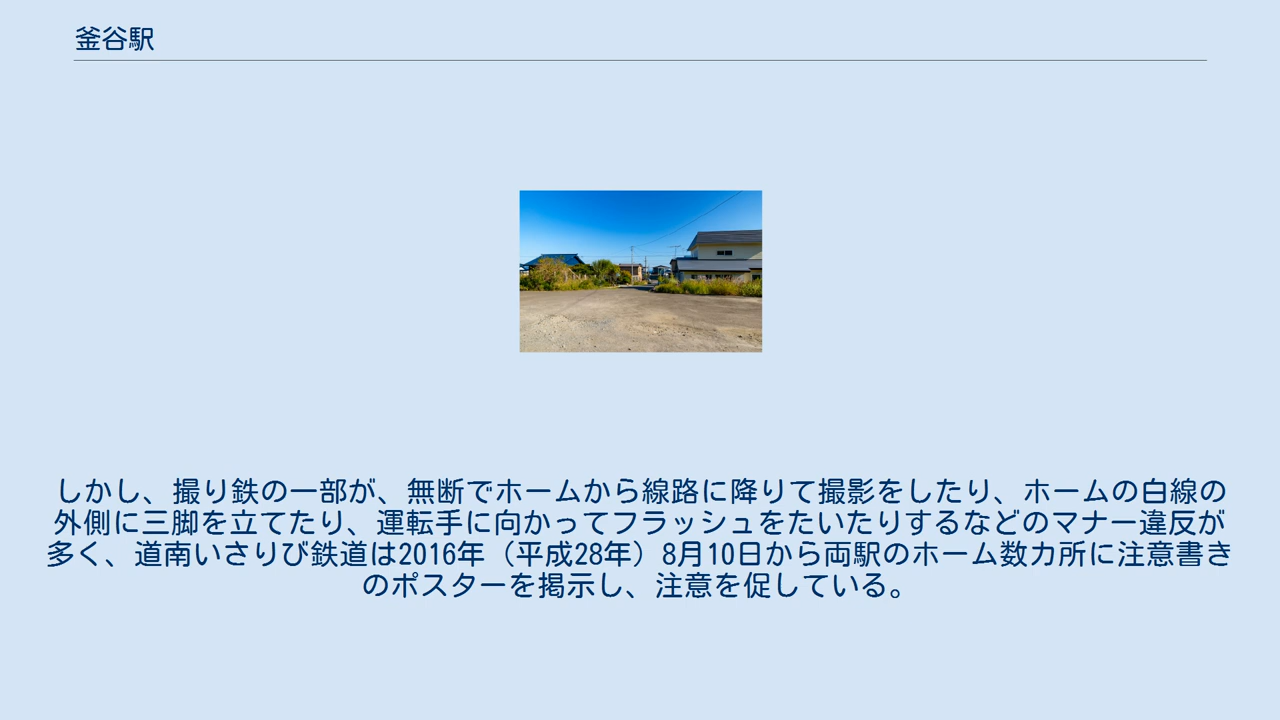 釜谷駅
しかし、撮り鉄の一部が、無断でホームから線路に降りて撮影をしたり、ホームの白線の
外側に三脚を立てたり、運転手に向かってフラッシュをたいたりするなどのマナー違反が
多く、道南いさりび鉄道は2016年（平成28年）8月10日から両駅のホーム数カ所に注意書き
のポスターを掲示し、注意を促している。